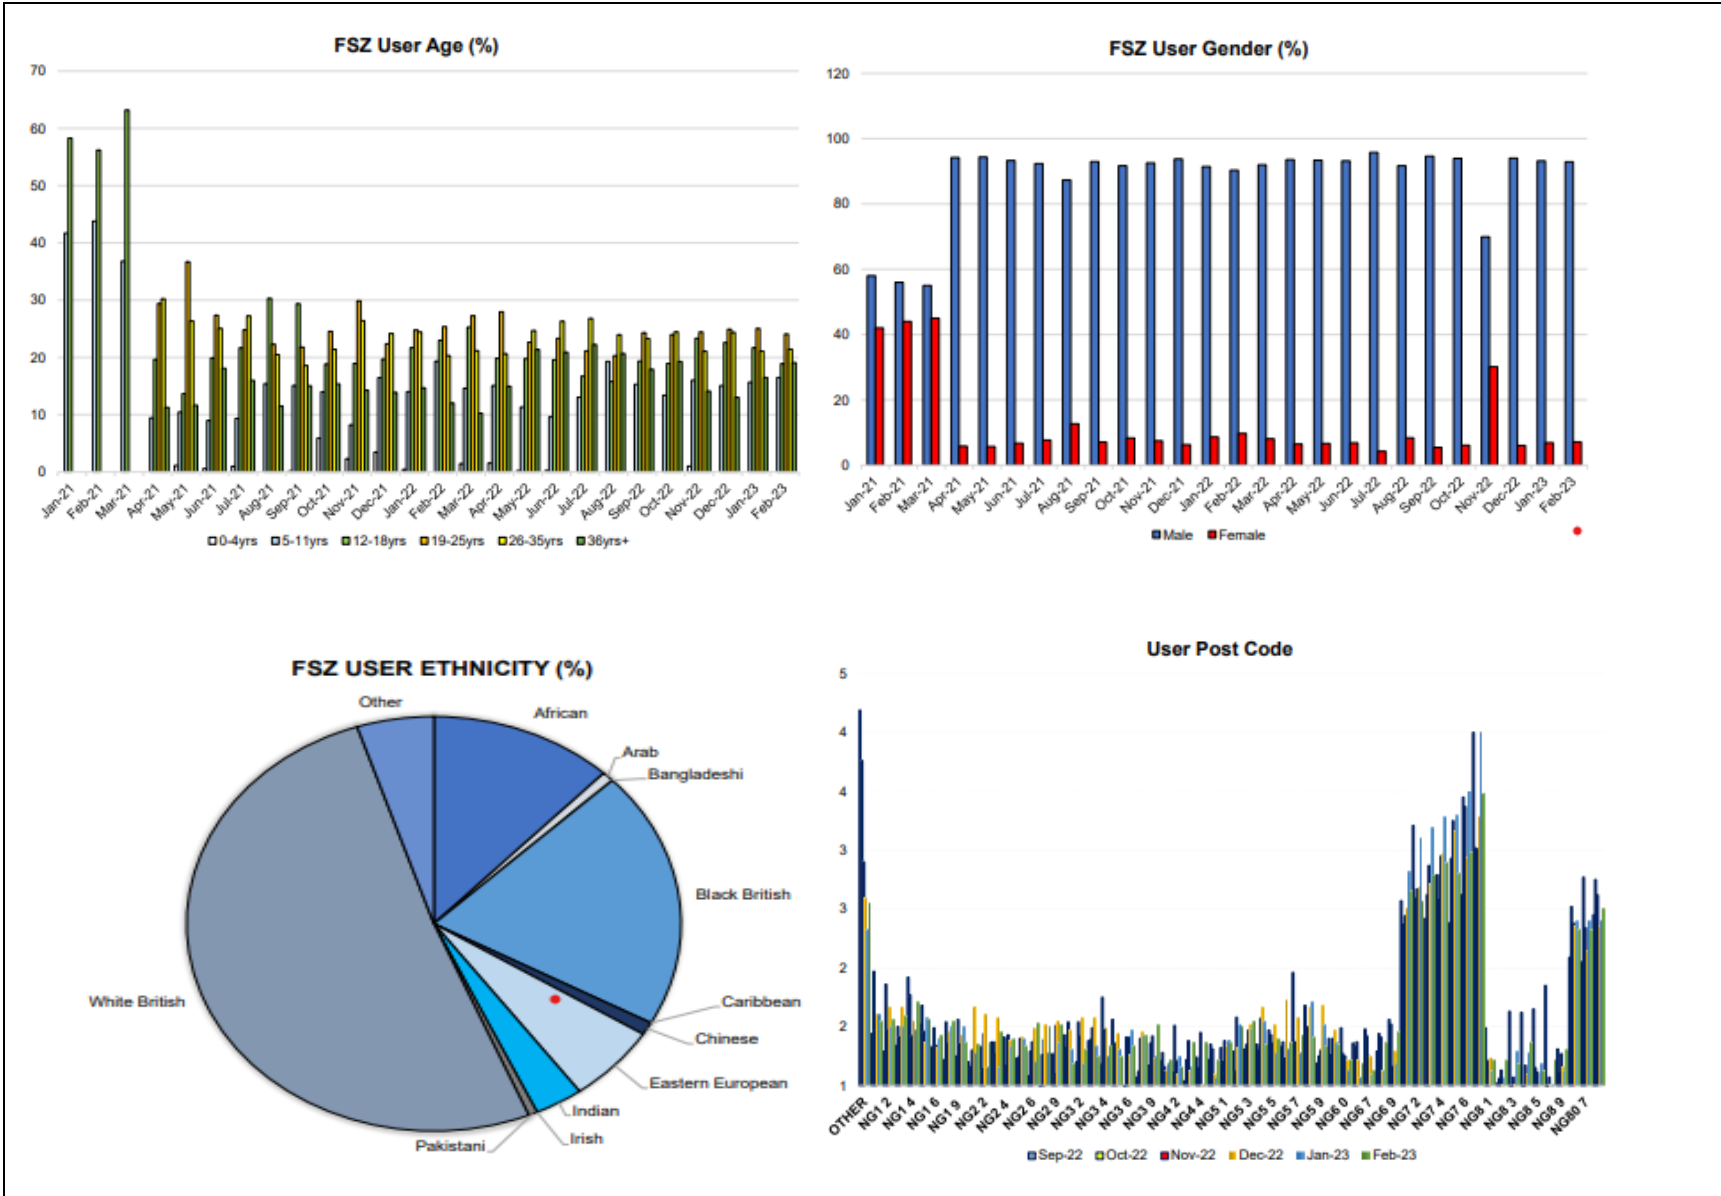 FSZ User Age (%)
70
60
50
40
30
20
10
0
Jan-21
Feb-21
Mar-21
Apr-21
May-21
Jun-21
Jul-21
Aug-21
Sep-21
Oct-21
Nov-21
Dec-21
Jan-22
Feb-22
Mar-22
Apr-22
May-22
Jun-22
Jul-22
Aug-22
Sep-22
Oct-22
Nov-22
Dec-22
Jan-23
Feb-23
0-4yrs 5-11yrs 12-18yrs 19-25yrs 26-35yrs 36yrs+
FSZ User Gender (%)
120
100
80
60
40
20
0
Jan-21
Feb-21
Mar-21
Apr-21
May-21
Jun-21
Jul-21
Aug-21
Sep-21
Oct-21
Nov-21
Dec-21
Jan-22
Feb-22
Mar-22
Apr-22
May-22
Jun-22
Jul-22
Aug-22
Sep-22
Oct-22
Nov-22
Dec-22
Jan-23
Feb-23
Male Female
FSZ USER ETHNICITY (%)
Other
African
Arab
Bangladeshi
Black British
Caribbean
Chinese
Eastern European
Indian
Irish
Pakistani
White British
User Post Code
5
4
4
3
3
2
2
1
OTHER
NG1 2
NG1 4
NG1 6
NG1 9
NG2 2
NG2 4
NG2 6
NG2 9
NG3 2
NG3 4
NG3 6
NG3 9
NG4 2
NG4 4
NG5 1
NG5 3
NG5 5
NG5 7
NG5 9
NG6 0
NG6 7
NG6 9
NG7 2
NG7 4
NG7 6
NG8 1
NG8 3
NG8 5
NG8 9
NG80 7
Sep-22 Oct-22 Nov-22 Dec-22 Jan-23 Feb-23